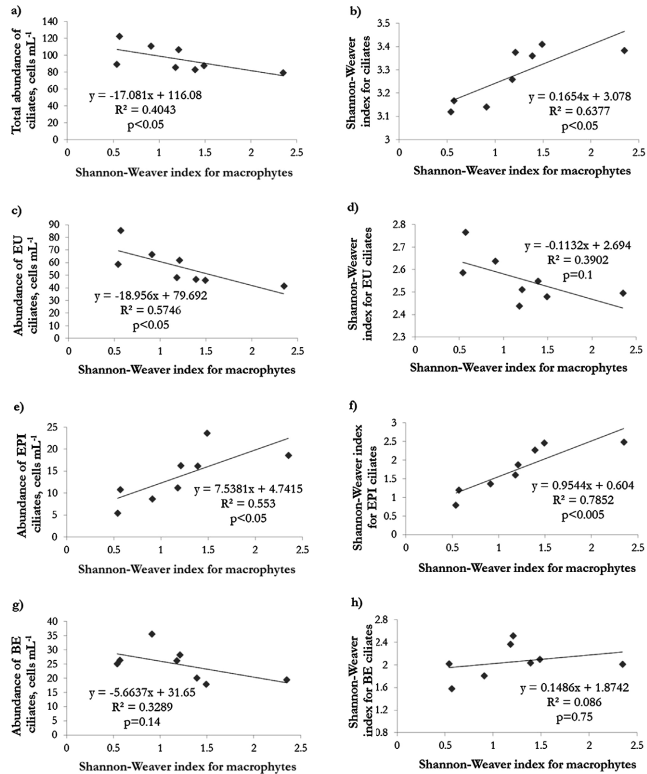 a)
Total abundance of
ciliates, cells mL-1
140
120
100
80
60
40
20
0
y = -17.081x + 116.08
R² = 0.4043
p<0.05
0 0.5 1 1.5 2 2.5
Shannon-Weaver index for macrophytes
b)
Shannon-Weaver
index for ciliates
3.5
3.4
3.3
3.2
3.1
3
y = 0.1654x + 3.078
R² = 0.6377
p<0.05
0 0.5 1 1.5 2 2.5
Shannon-Weaver index for macrophytes
c)
Abundance of EU
ciliates, cells mL-1
90
80
70
60
50
40
30
20
10
0
y = -18.956x + 79.692
R² = 0.5746
p<0.05
0 0.5 1 1.5 2 2.5
Shannon-Weaver index for macrophytes
d)
Shannon-Weaver
index for EU ciliates
2.8
2.7
2.6
2.5
2.4
2.3
y = -0.1132x + 2.694
R² = 0.3902
p=0.1
0 0.5 1 1.5 2 2.5
Shannon-Weaver index for macrophytes
e)
Abundance of EPI
ciliates, cells mL-1
25
20
15
10
5
0
y = 7.5381x + 4.7415
R² = 0.553
p<0.05
0 0.5 1 1.5 2 2.5
Shannon-Weaver index for macrophytes
f)
Shannon-Weaver index
for EPI ciliates
3
2.5
2
1.5
1
0.5
0
y = 0.9544x + 0.604
R² = 0.7852
p<0.005
0 0.5 1 1.5 2 2.5
Shannon-Weaver index for macrophytes
g)
Abundance of BE
ciliates, cells mL-1
40
35
30
25
20
15
10
5
0
y = -5.6637x + 31.65
R² = 0.3289
p=0.14
0 0.5 1 1.5 2 2.5
Shannon-Weaver index for macrophytes
h)
Shannon-Weaver
index for BE ciliates
2.8
2.4
2
1.6
1.2
0.8
y = 0.1486x + 1.8742
R² = 0.086
p=0.75
0 0.5 1 1.5 2 2.5
Shannon-Weaver index for macrophytes